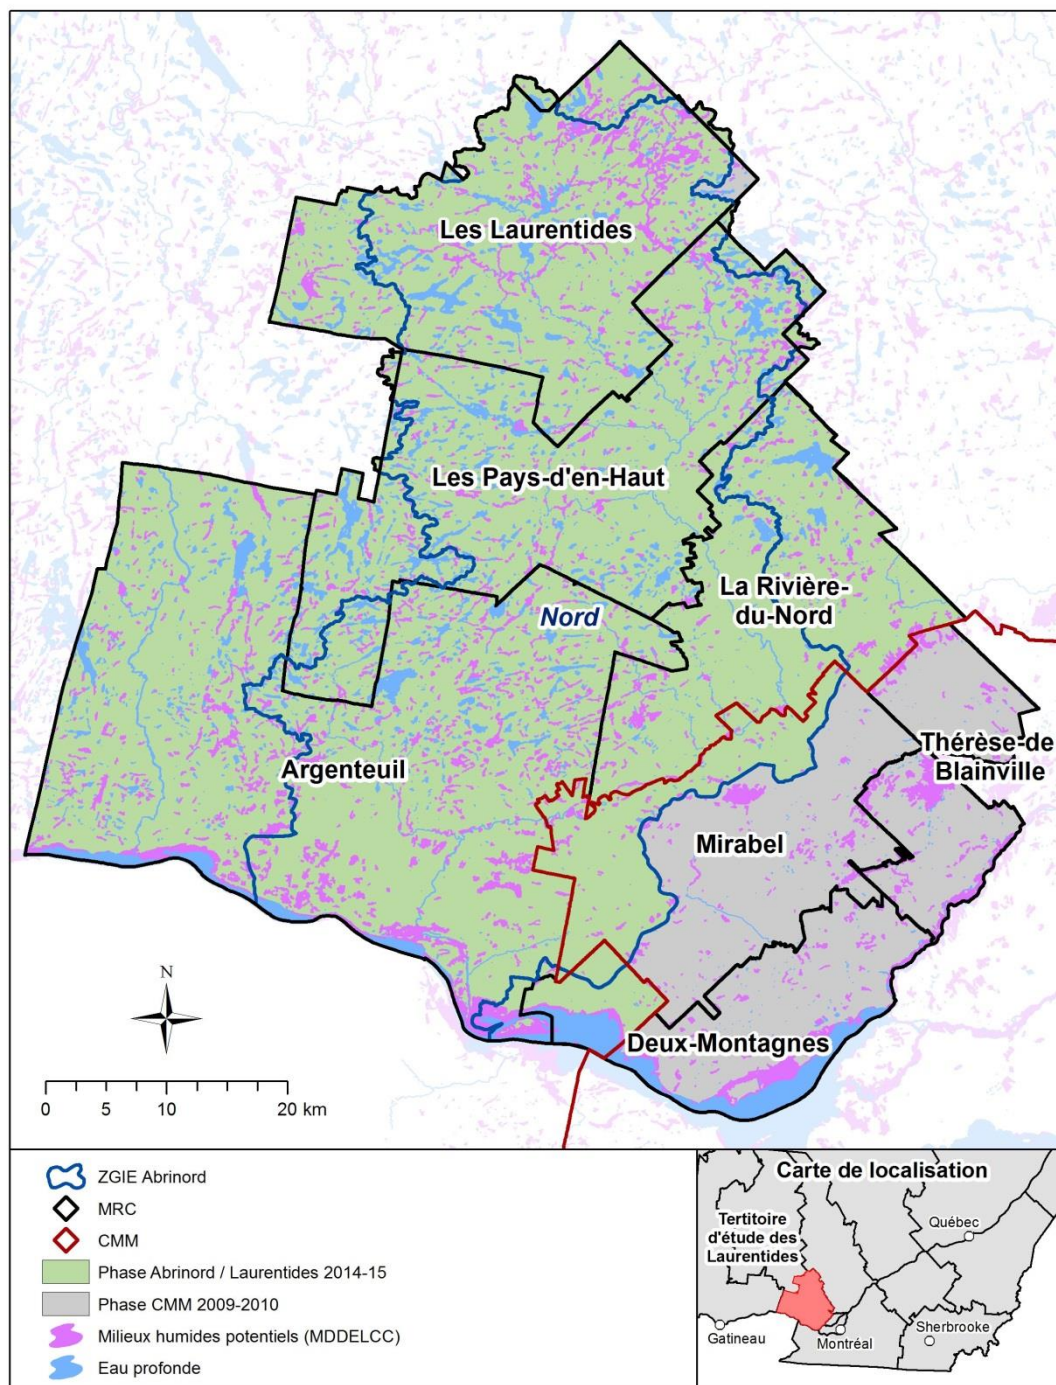 Les Laurentides
Les Pays-d'en-Haut
La Rivière-
du-Nord
Nord
Thérèse-de
Blainville
Argenteuil
Mirabel
Deux-Montagnes
N
0 5 10 20 km
ZGIE Abrinord
MRC
CMM
Phase Abrinord / Laurentides 2014-15
Phase CMM 2009-2010
Milieux humides potentiels (MDDELCC)
Eau profonde
Carte de localisation
Tertitoire
d'étude des
Laurentides
Québec
Gatineau
Montréal
Sherbrooke